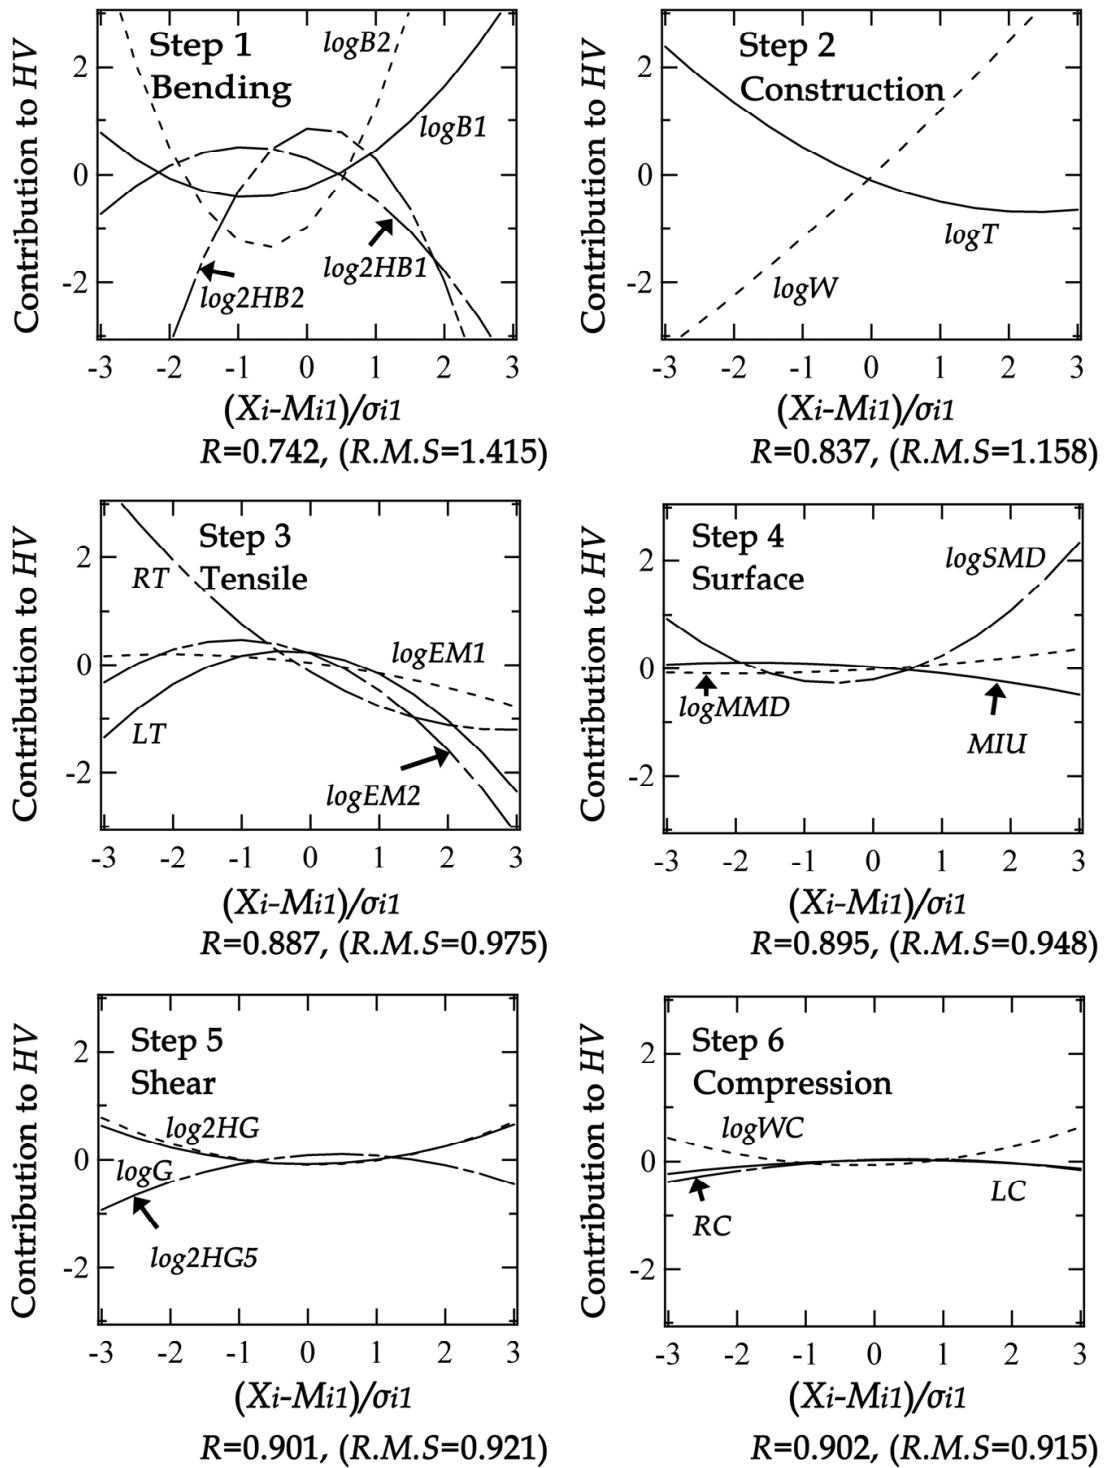 Contribution to HV
Step 1
Bending
logB2
logB1
log2HB1
log2HB2
2
0
-2
-3 -2 -1 0 1 2 3
(Xi-Mi1)/σi1
R=0.742, (R.M.S=1.415)
Contribution to HV
Step 2
Construction
logT
logW
2
0
-2
-3 -2 -1 0 1 2 3
(Xi-Mi1)/σi1
R=0.837, (R.M.S=1.158)
Contribution to HV
Step 3
Tensile
RT
logEM1
LT
logEM2
2
0
-2
-3 -2 -1 0 1 2 3
(Xi-Mi1)/σi1
R=0.887, (R.M.S=0.975)
Contribution to HV
Step 4
Surface
logSMD
logMMD
MIU
2
0
-2
-3 -2 -1 0 1 2 3
(Xi-Mi1)/σi1
R=0.895, (R.M.S=0.948)
Contribution to HV
Step 5
Shear
log2HG
logG
log2HG5
2
0
-2
-3 -2 -1 0 1 2 3
(Xi-Mi1)/σi1
R=0.901, (R.M.S=0.921)
Contribution to HV
Step 6
Compression
logWC
LC
RC
2
0
-2
-3 -2 -1 0 1 2 3
(Xi-Mi1)/σi1
R=0.902, (R.M.S=0.915)